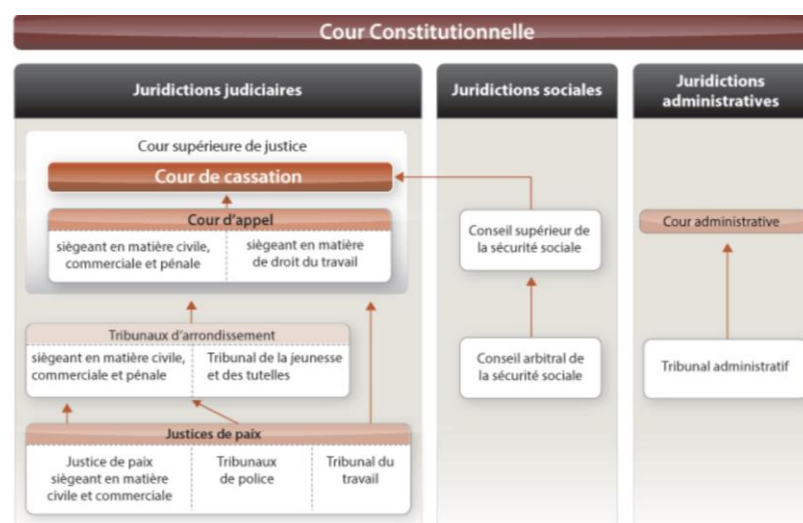 Cour Constitutionnelle
Juridictions judiciaires
Cour supérieure de justice
Cour de cassation
Cour d'appel
siègeant en matière civile,
commerciale et pénale
siègeant en matière
de droit du travail
Tribunaux d'arrondissement
siègeant en matière civile,
commerciale et pénale
Tribunal de la jeunesse
et des tutelles
Justices de paix
Justice de paix
siègeant en matière
civile et commerciale
Tribunaux
de police
Tribunal du
travail
Juridictions sociales
Conseil supérieur de
la sécurité sociale
Conseil arbitral de
la sécurité sociale
Juridictions
administratives
Cour administrative
Tribunal administratif